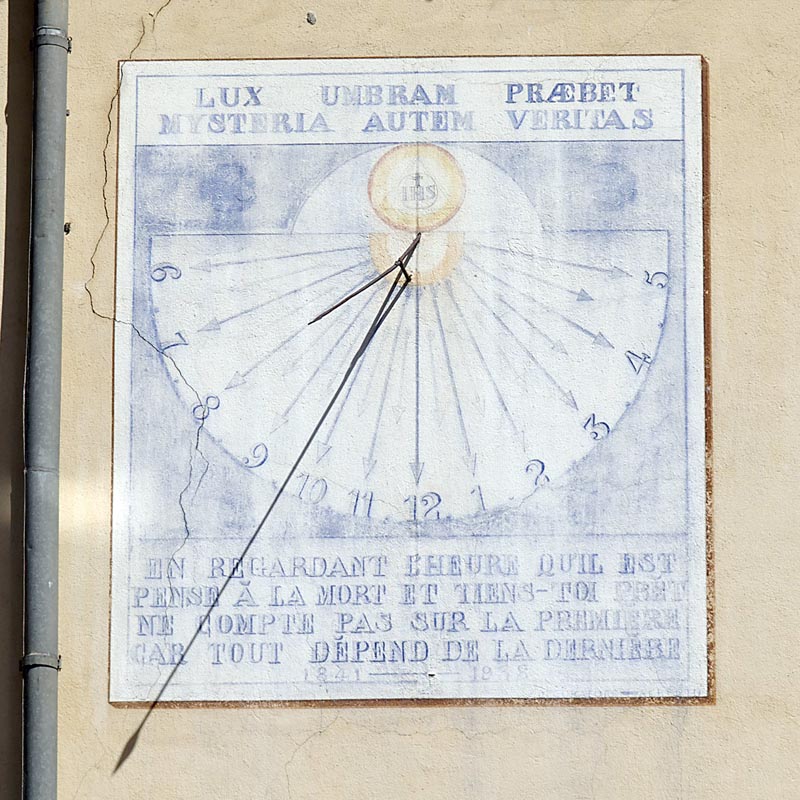 LUX UMBRAM PRÆBET
MYSTERIA AUTEM VERITAS
IHS
6 7 8 9 10 11 12 1 2 3 4 5
EN REGARDANT L'HEURE QU'IL EST
PENSE À LA MORT ET TIENS-TOI PRÊT
NE COMPTE PAS SUR LA PREMIÈRE
CAR TOUT DÉPEND DE LA DERNIÈRE
1841 — 1938